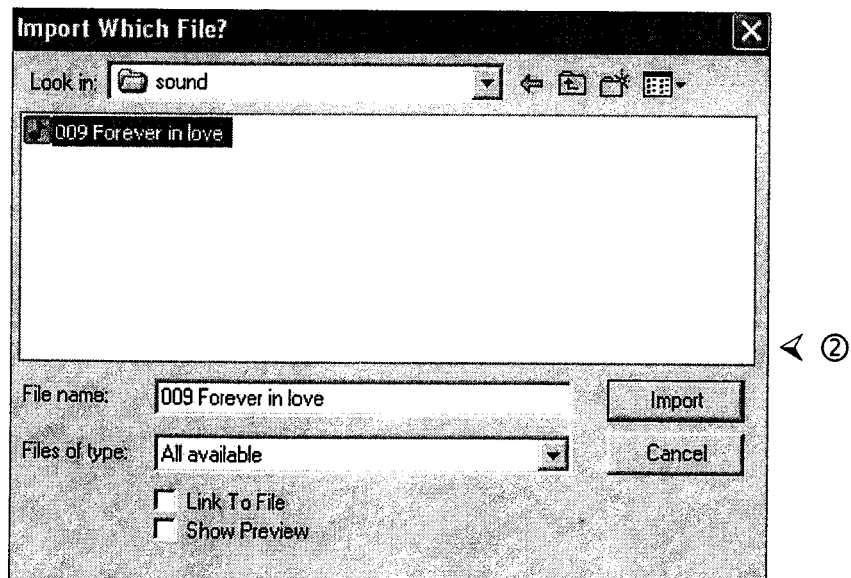 Import Which File?
Look in: sound
009 Forever in love
②
File name: 009 Forever in love Import
Files of type: All available Cancel
Link To File
Show Preview